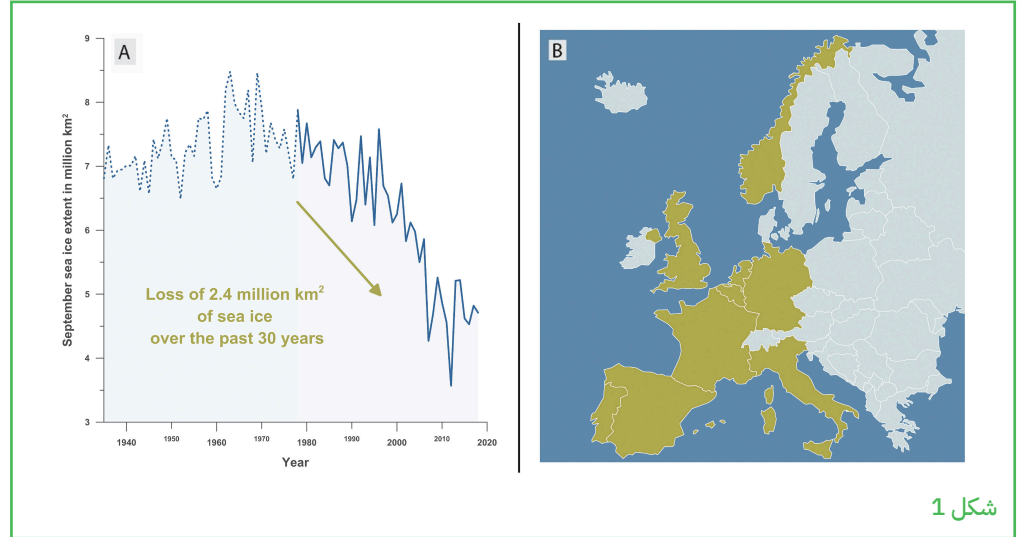 A
September sea ice extent in million km²
9
8
7
6
5
4
3
Loss of 2.4 million km²
of sea ice
over the past 30 years
1940 1950 1960 1970 1980 1990 2000 2010 2020
Year
B
شكل 1